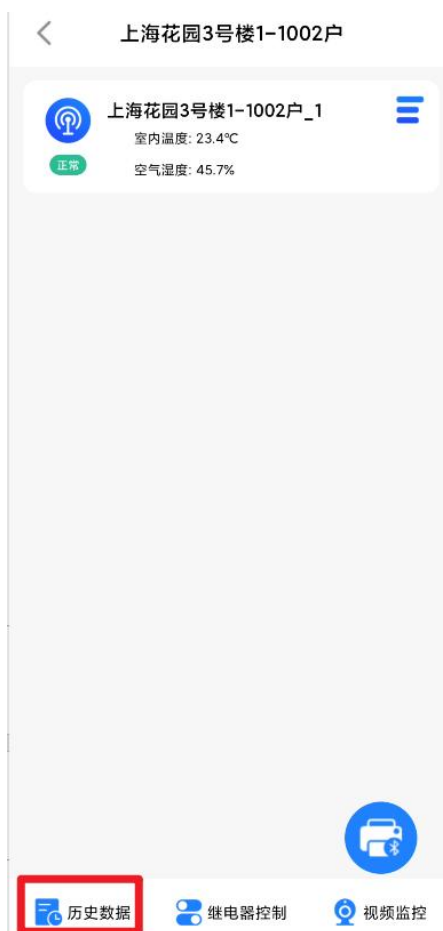 上海花园3号楼1-1002户
上海花园3号楼1-1002户_1
室内温度: 23.4℃
正常
空气湿度: 45.7%
历史数据
继电器控制
视频监控